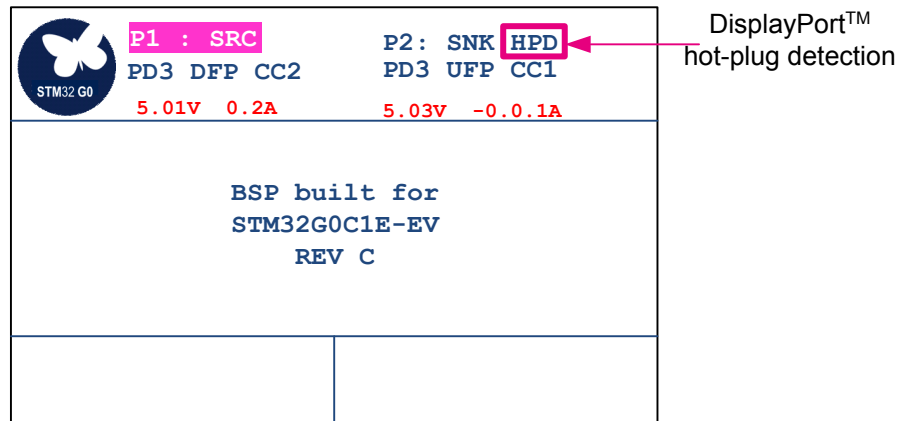 STM32 G0
P1 : SRC
PD3 DFP CC2
5.01V 0.2A
P2: SNK HPD
PD3 UFP CC1
5.03V -0.0.1A
DisplayPort™
hot-plug detection
BSP built for
STM32G0C1E-EV
REV C